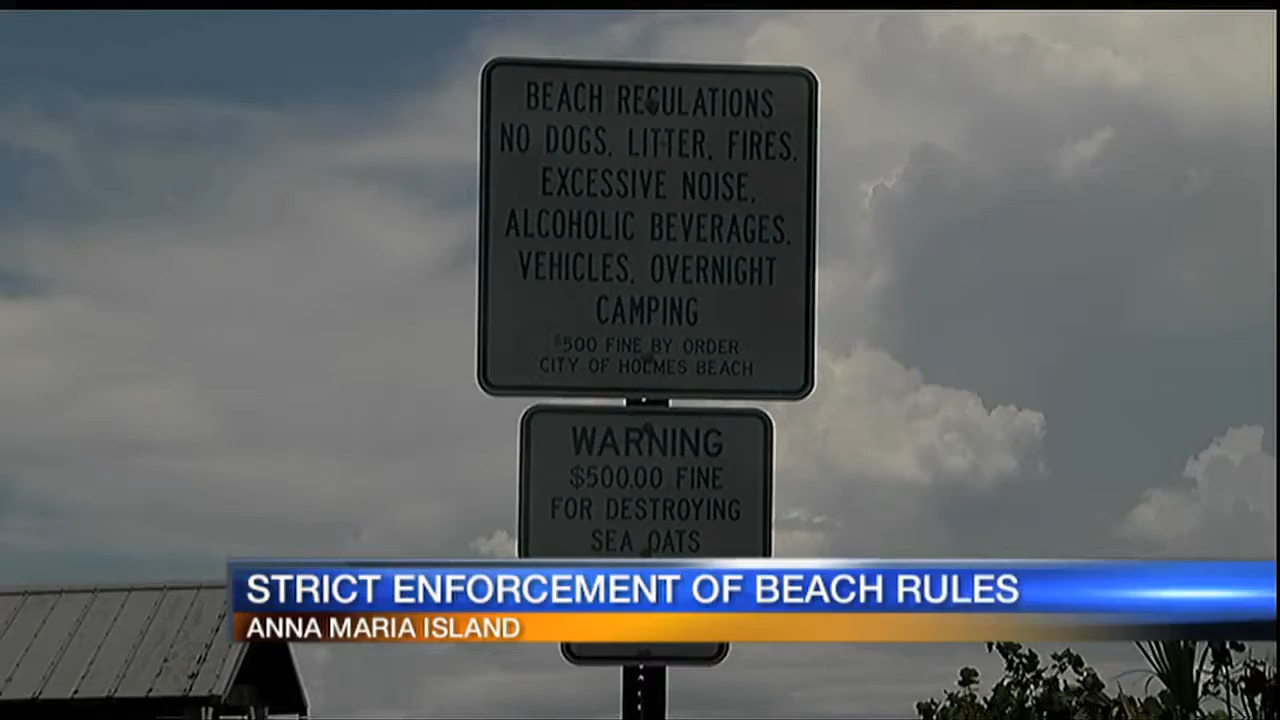 BEACH REGULATIONS
NO DOGS, LITTER, FIRES,
EXCESSIVE NOISE,
ALCOHOLIC BEVERAGES,
VEHICLES, OVERNIGHT
CAMPING
$500 FINE BY ORDER
CITY OF HOLMES BEACH
WARNING
$500.00 FINE
FOR DESTROYING
SEA OATS
STRICT ENFORCEMENT OF BEACH RULES
ANNA MARIA ISLAND